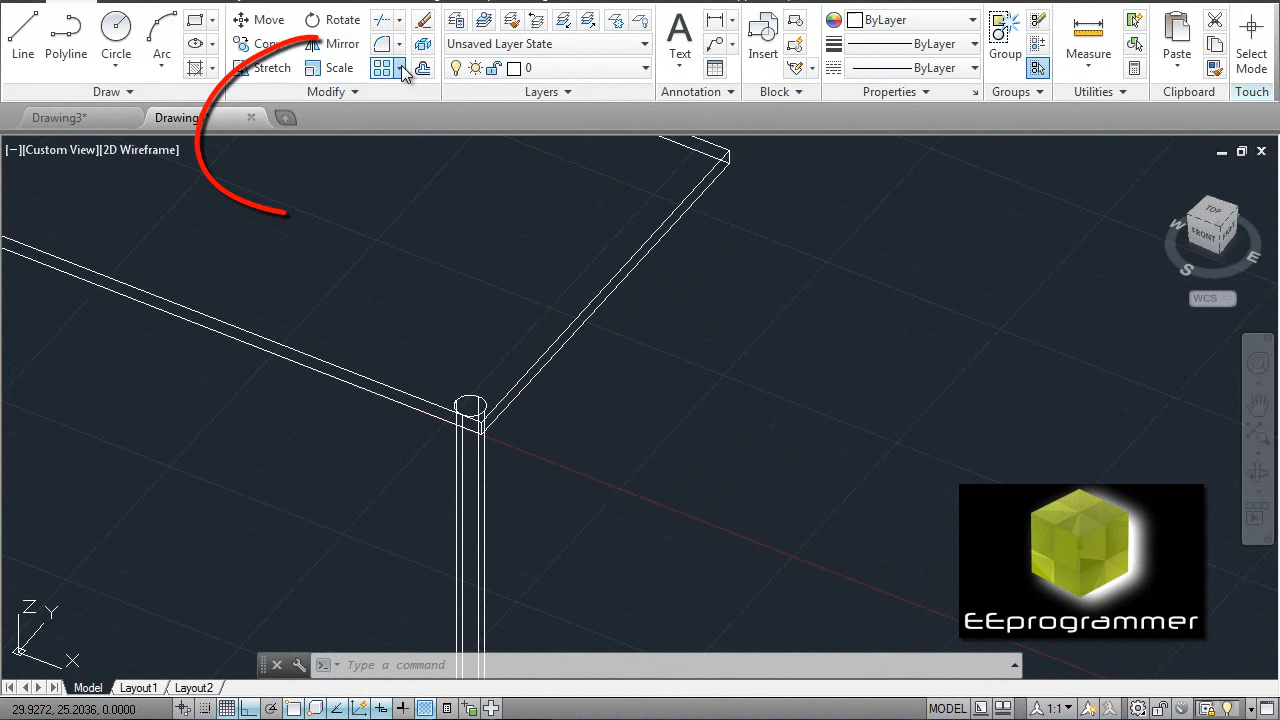 Move Rotate
ByLayer
Unsaved Layer State
Mirror
ByLayer
Line Polyline Circle Arc
Text Insert Group Measure Paste Select Mode
Stretch Scale
0
ByLayer
Draw Modify Layers Annotation Block Properties Groups Utilities Clipboard Touch
Drawing3*
[−][Custom View][2D Wireframe]
TOP
FRONT
W
E
S
WCS
EEprogrammer
Z
Y
X
Type a command
Model Layout1 Layout2
29.9272, 25.2036, 0.0000 MODEL 1:1